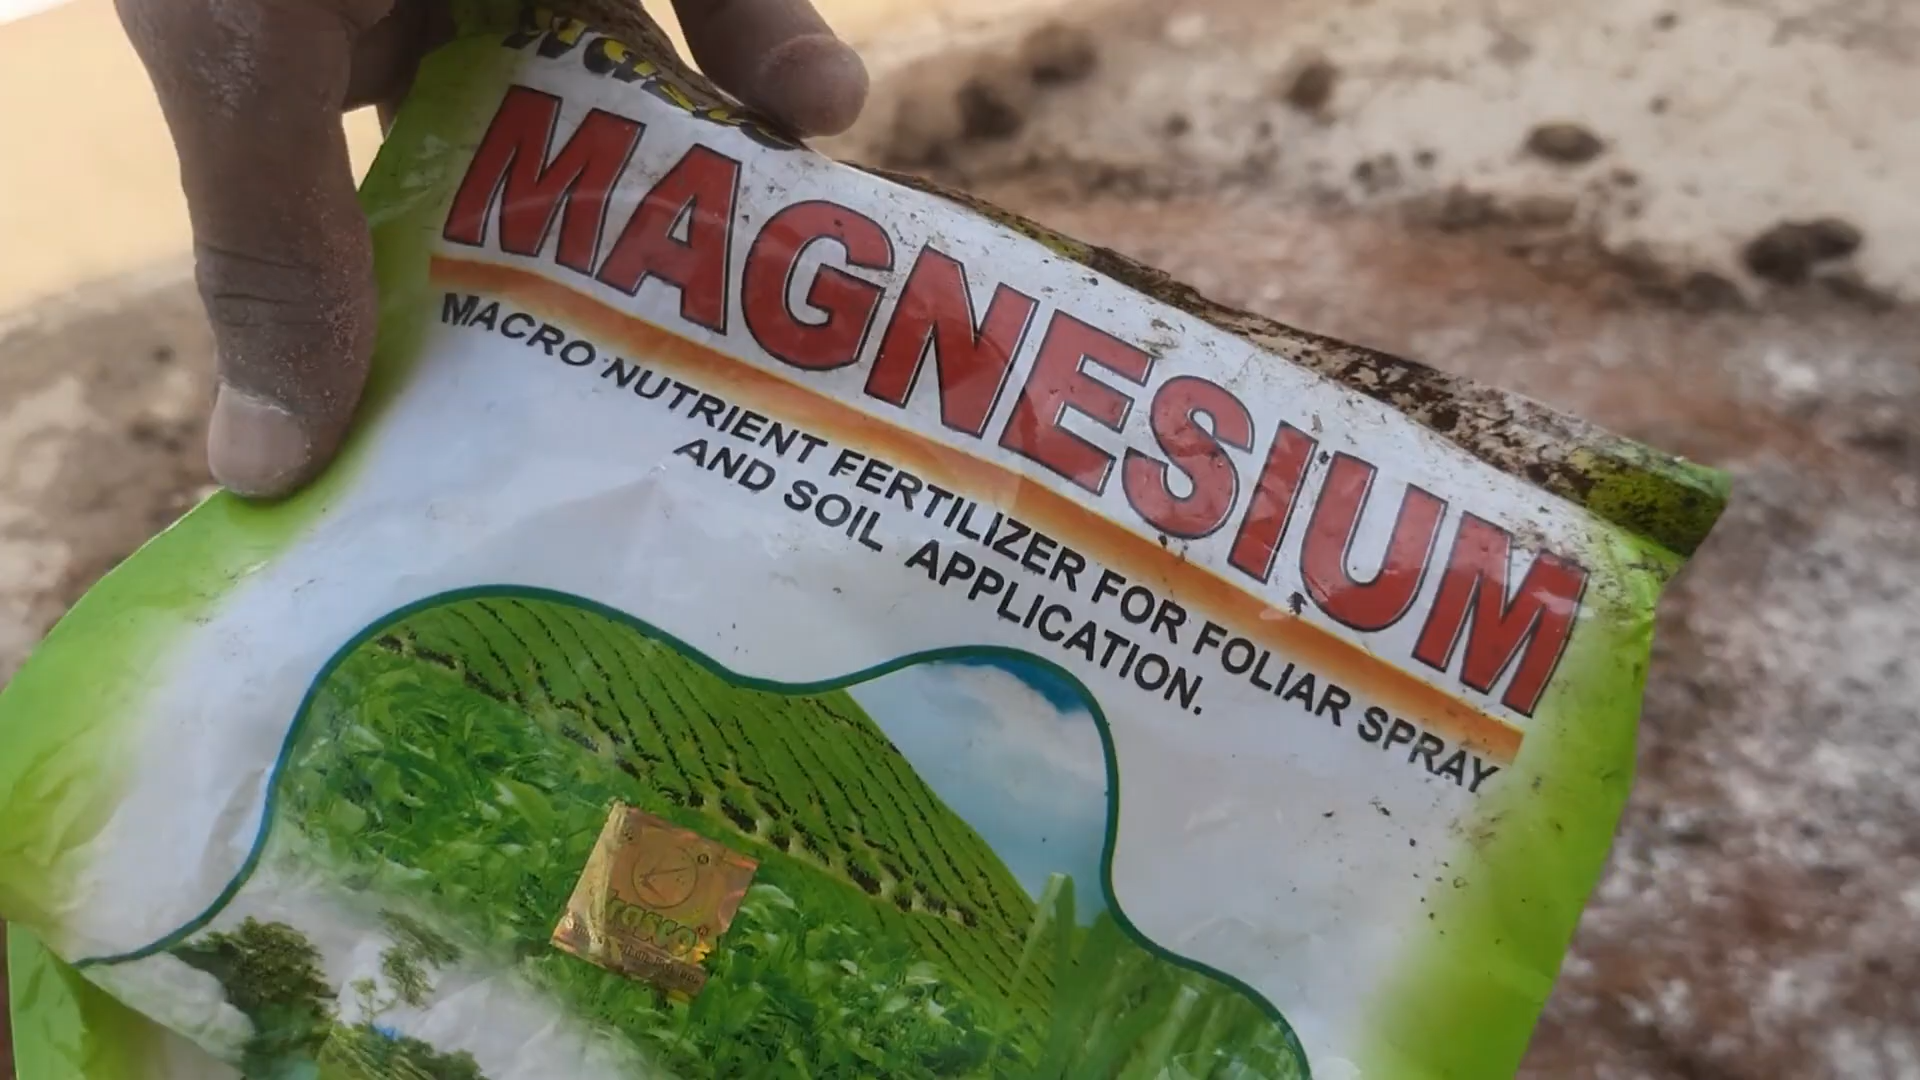 MAGNESIUM
MACRO NUTRIENT FERTILIZER FOR FOLIAR SPRAY
AND SOIL APPLICATION.